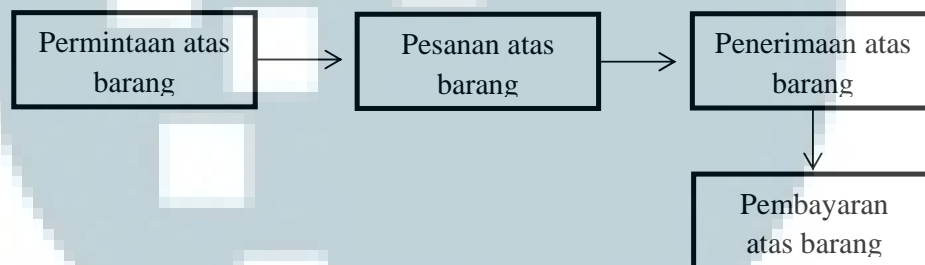 Permintaan atas
barang
Pesanan atas
barang
Penerimaan atas
barang
Pembayaran
atas barang